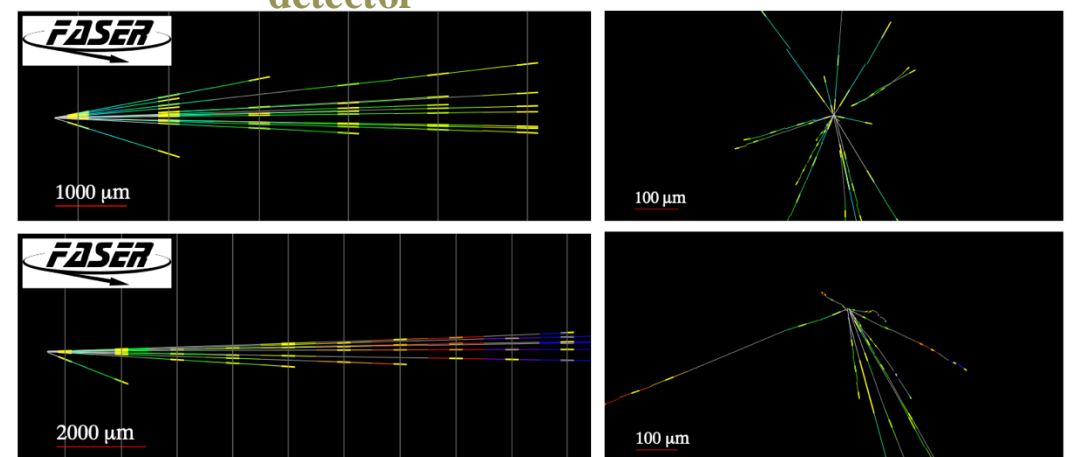 detector
FASER
1000 μm
100 μm
FASER
2000 μm
100 μm